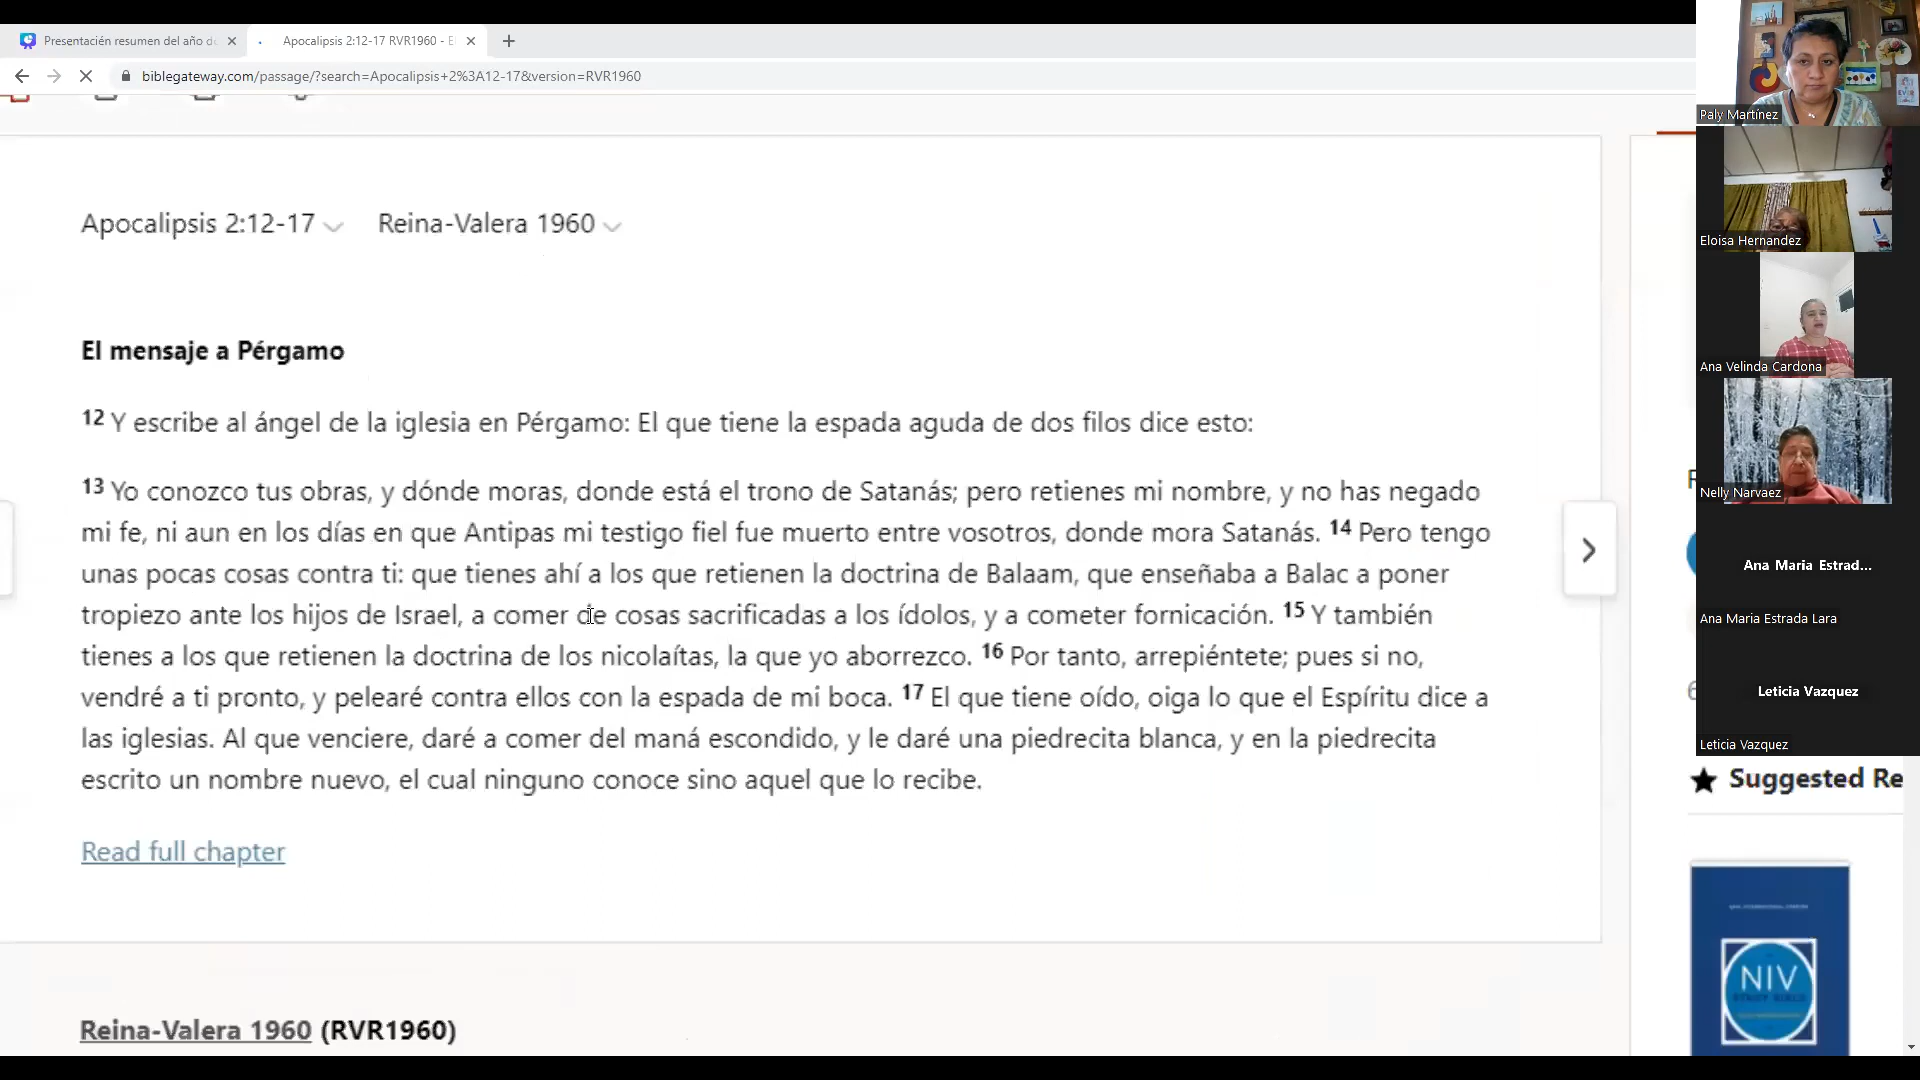 Presentación resumen del año d
Apocalipsis 2:12-17 RVR1960 - E
biblegateway.com/passage/?search=Apocalipsis+2%3A12-17&version=RVR1960
Apocalipsis 2:12-17 Reina-Valera 1960
El mensaje a Pérgamo
12 Y escribe al ángel de la iglesia en Pérgamo: El que tiene la espada aguda de dos filos dice esto:
13 Yo conozco tus obras, y dónde moras, donde está el trono de Satanás; pero retienes mi nombre, y no has negado
mi fe, ni aun en los días en que Antipas mi testigo fiel fue muerto entre vosotros, donde mora Satanás. 14 Pero tengo
unas pocas cosas contra ti: que tienes ahí a los que retienen la doctrina de Balaam, que enseñaba a Balac a poner
tropiezo ante los hijos de Israel, a comer de cosas sacrificadas a los ídolos, y a cometer fornicación. 15 Y también
tienes a los que retienen la doctrina de los nicolaítas, la que yo aborrezco. 16 Por tanto, arrepiéntete; pues si no,
vendré a ti pronto, y pelearé contra ellos con la espada de mi boca. 17 El que tiene oído, oiga lo que el Espíritu dice a
las iglesias. Al que venciere, daré a comer del maná escondido, y le daré una piedrecita blanca, y en la piedrecita
escrito un nombre nuevo, el cual ninguno conoce sino aquel que lo recibe.
Read full chapter
Reina-Valera 1960 (RVR1960)
Paly Martínez
Eloisa Hernandez
Ana Velinda Cardona
Nelly Narvaez
Ana Maria Estrad...
Ana Maria Estrada Lara
Leticia Vazquez
Leticia Vazquez
Suggested Re
NIV